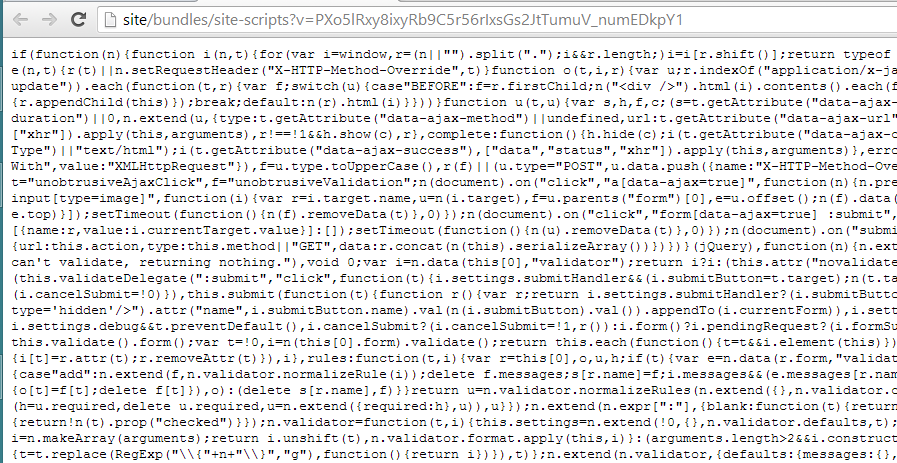 site/bundles/site-scripts?v=PXo5lRxy8ixyRb9C5r56rIxsGs2JtTumuV_numEDkpY1
if(function(n){function i(n,t){for(var i=window,r=(n||"").split(".");i&&r.length;)i=i[r.shift()];return typeof
e(n,t){r(t)||n.setRequestHeader("X-HTTP-Method-Override",t)}function o(t,i,r){var u;r.indexOf("application/x-ja
update")).each(function(t,r){var f;switch(u){case"BEFORE":f=r.firstChild;n("<div />").html(i).contents().each(f
{r.appendChild(this)});break;default:n(r).html(i)}})}function u(t,u){var s,h,f,c;(s=t.getAttribute("data-ajax-
duration")||0,n.extend(u,{type:t.getAttribute("data-ajax-method")||undefined,url:t.getAttribute("data-ajax-url"
["xhr"]).apply(this,arguments),r!==!1&&h.show(c),r},complete:function(){h.hide(c);i(t.getAttribute("data-ajax-c
Type")||"text/html");i(t.getAttribute("data-ajax-success"),["data","status","xhr"]).apply(this,arguments)},erro
With",value:"XMLHttpRequest"}),f=u.type.toUpperCase(),r(f)||(u.type="POST",u.data.push({name:"X-HTTP-Method-Ove
t="unobtrusiveAjaxClick",f="unobtrusiveValidation";n(document).on("click","a[data-ajax=true]",function(n){n.pre
input[type=image]",function(i){var r=i.target.name,u=n(i.target),f=u.parents("form")[0],e=u.offset();n(f).data(
e.top)}]);setTimeout(function(){n(f).removeData(t)},0)});n(document).on("click","form[data-ajax=true] :submit",
[{name:r,value:i.currentTarget.value}]:[]);setTimeout(function(){n(u).removeData(t)},0)});n(document).on("submi
{url:this.action,type:this.method||"GET",data:r.concat(n(this).serializeArray())})})}(jQuery),function(n){n.ext
can't validate, returning nothing."),void 0;var i=n.data(this[0],"validator");return i?i:(this.attr("novalidate
(this.validateDelegate(":submit","click",function(t){i.settings.submitHandler&&(i.submitButton=t.target);n(t.ta
(i.cancelSubmit=!0)}),this.submit(function(t){function r(){var r;return i.settings.submitHandler?(i.submitButto
type='hidden'/>").attr("name",i.submitButton.name).val(n(i.submitButton).val()).appendTo(i.currentForm)),i.sett
i.settings.debug&&t.preventDefault(),i.cancelSubmit?(i.cancelSubmit=!1,r()):i.form()?i.pendingRequest?(i.formSu
this.validate().form();var t=!0,i=n(this[0].form).validate();return this.each(function(){t=t&&i.element(this)})
{i[t]=r.attr(t);r.removeAttr(t)}),i},rules:function(t,i){var r=this[0],o,u,h;if(t){var e=n.data(r.form,"validat
{case"add":n.extend(f,n.validator.normalizeRule(i));delete f.messages;s[r.name]=f;i.messages&&(e.messages[r.nam
{o[t]=f[t];delete f[t]}),o):(delete s[r.name],f)}}return u=n.validator.normalizeRules(n.extend({},n.validator.c
(h=u.required,delete u.required,u=n.extend({required:h},u)),u}});n.extend(n.expr[":"],{blank:function(t){return
{return!n(t).prop("checked")}});n.validator=function(t,i){this.settings=n.extend(!0,{},n.validator.defaults,t);
i=n.makeArray(arguments);return i.unshift(t),n.validator.format.apply(this,i)}:(arguments.length>2&&i.construct
{t=t.replace(RegExp("\\{"+n+"\\}","g"),function(){return i})}),t)};n.extend(n.validator,{defaults:{messages:{},